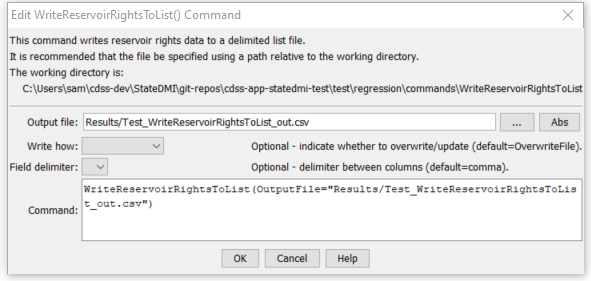 Edit WriteReservoirRightsToList() Command
This command writes reservoir rights data to a delimited list file.
It is recommended that the file be specified using a path relative to the working directory.
The working directory is:
C:\Users\sam\cdss-dev\StateDMI\git-repos\cdss-app-statedmi-test\test\regression\commands\WriteReservoirRightsToList
Output file: Results/Test_WriteReservoirRightsToList_out.csv ... Abs
Write how: Optional - indicate whether to overwrite/update (default=OverwriteFile).
Field delimiter: Optional - delimiter between columns (default=comma).
WriteReservoirRightsToList(OutputFile="Results/Test_WriteReservoirRightsToLis
t_out.csv")
Command:
OK Cancel Help